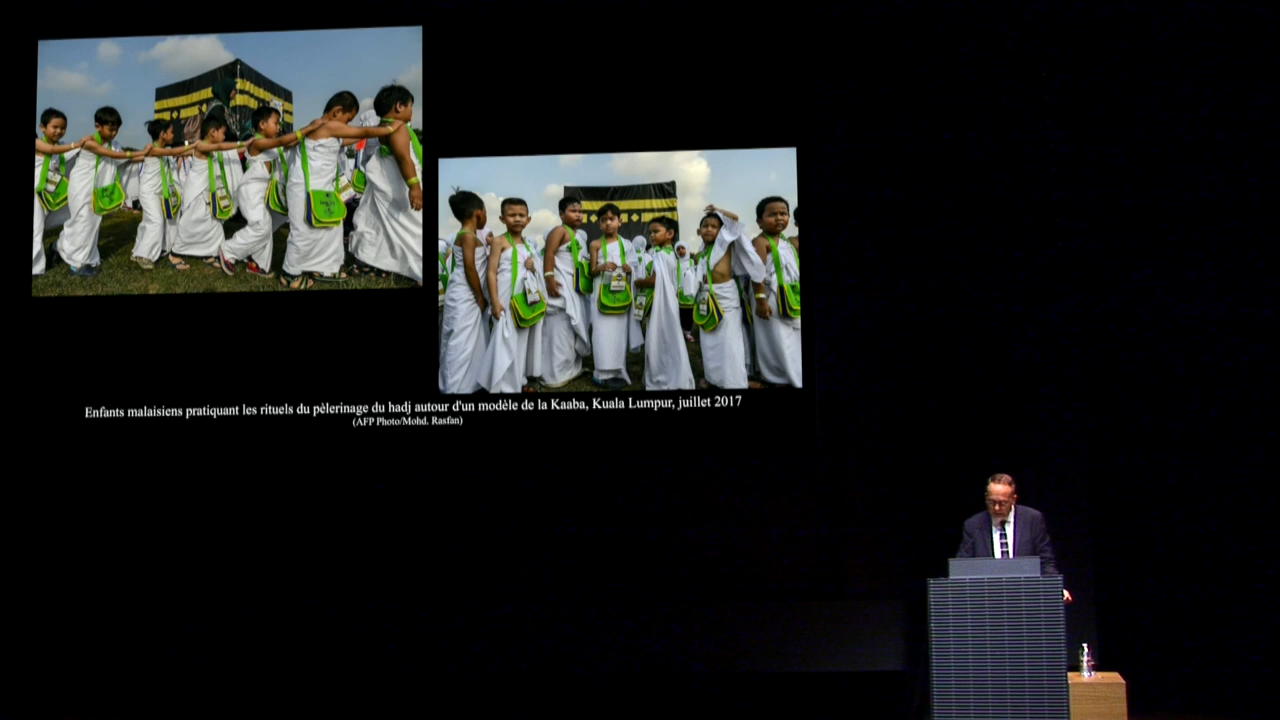 Enfants malaisiens pratiquant les rituels du pèlerinage du hadj autour d'un modèle de la Kaaba, Kuala Lumpur, juillet 2017
(AFP Photo/Mohd. Rasfan)